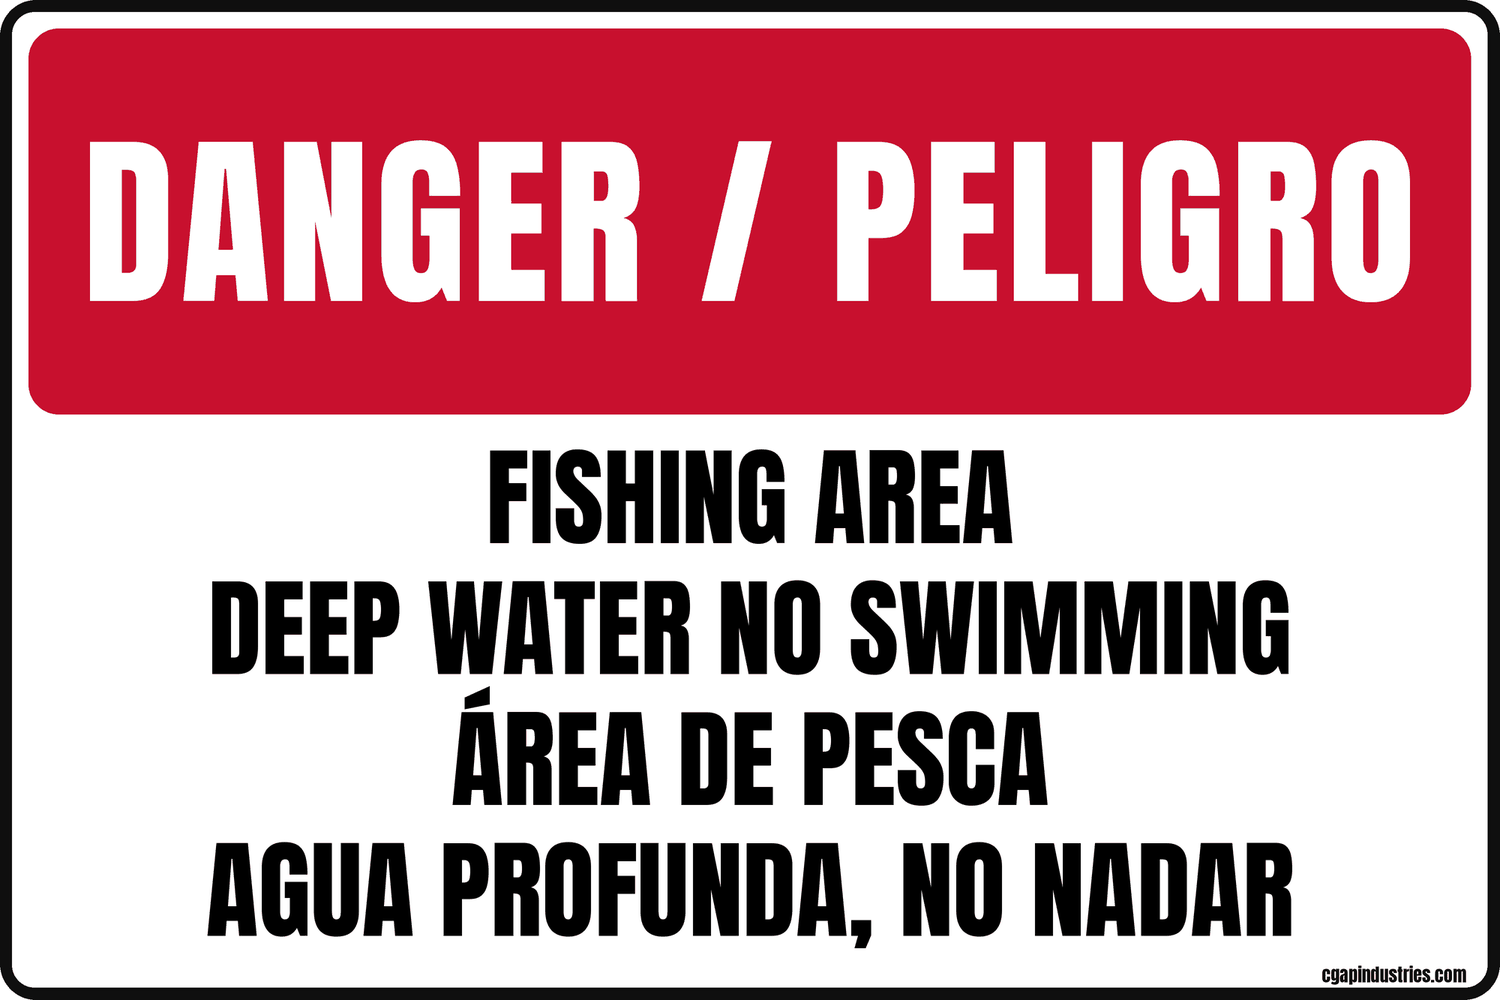 DANGER / PELIGRO
FISHING AREA
DEEP WATER NO SWIMMING
ÁREA DE PESCA
AGUA PROFUNDA, NO NADAR
cgapindustries.com